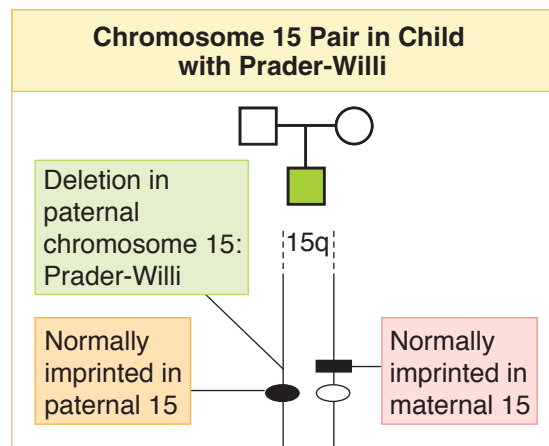 Chromosome 15 Pair in Child
with Prader-Willi
Deletion in
paternal
chromosome 15:
Prader-Willi
15q
Normally
imprinted in
paternal 15
Normally
imprinted in
maternal 15